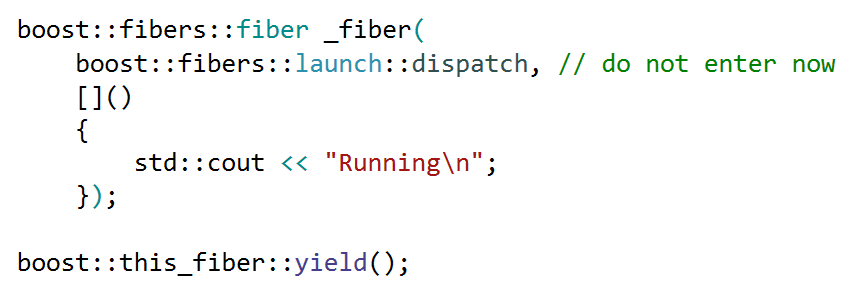 boost::fibers::fiber _fiber(
    boost::fibers::launch::dispatch, // do not enter now
    []()
    {
        std::cout << "Running\n";
    });

boost::this_fiber::yield();